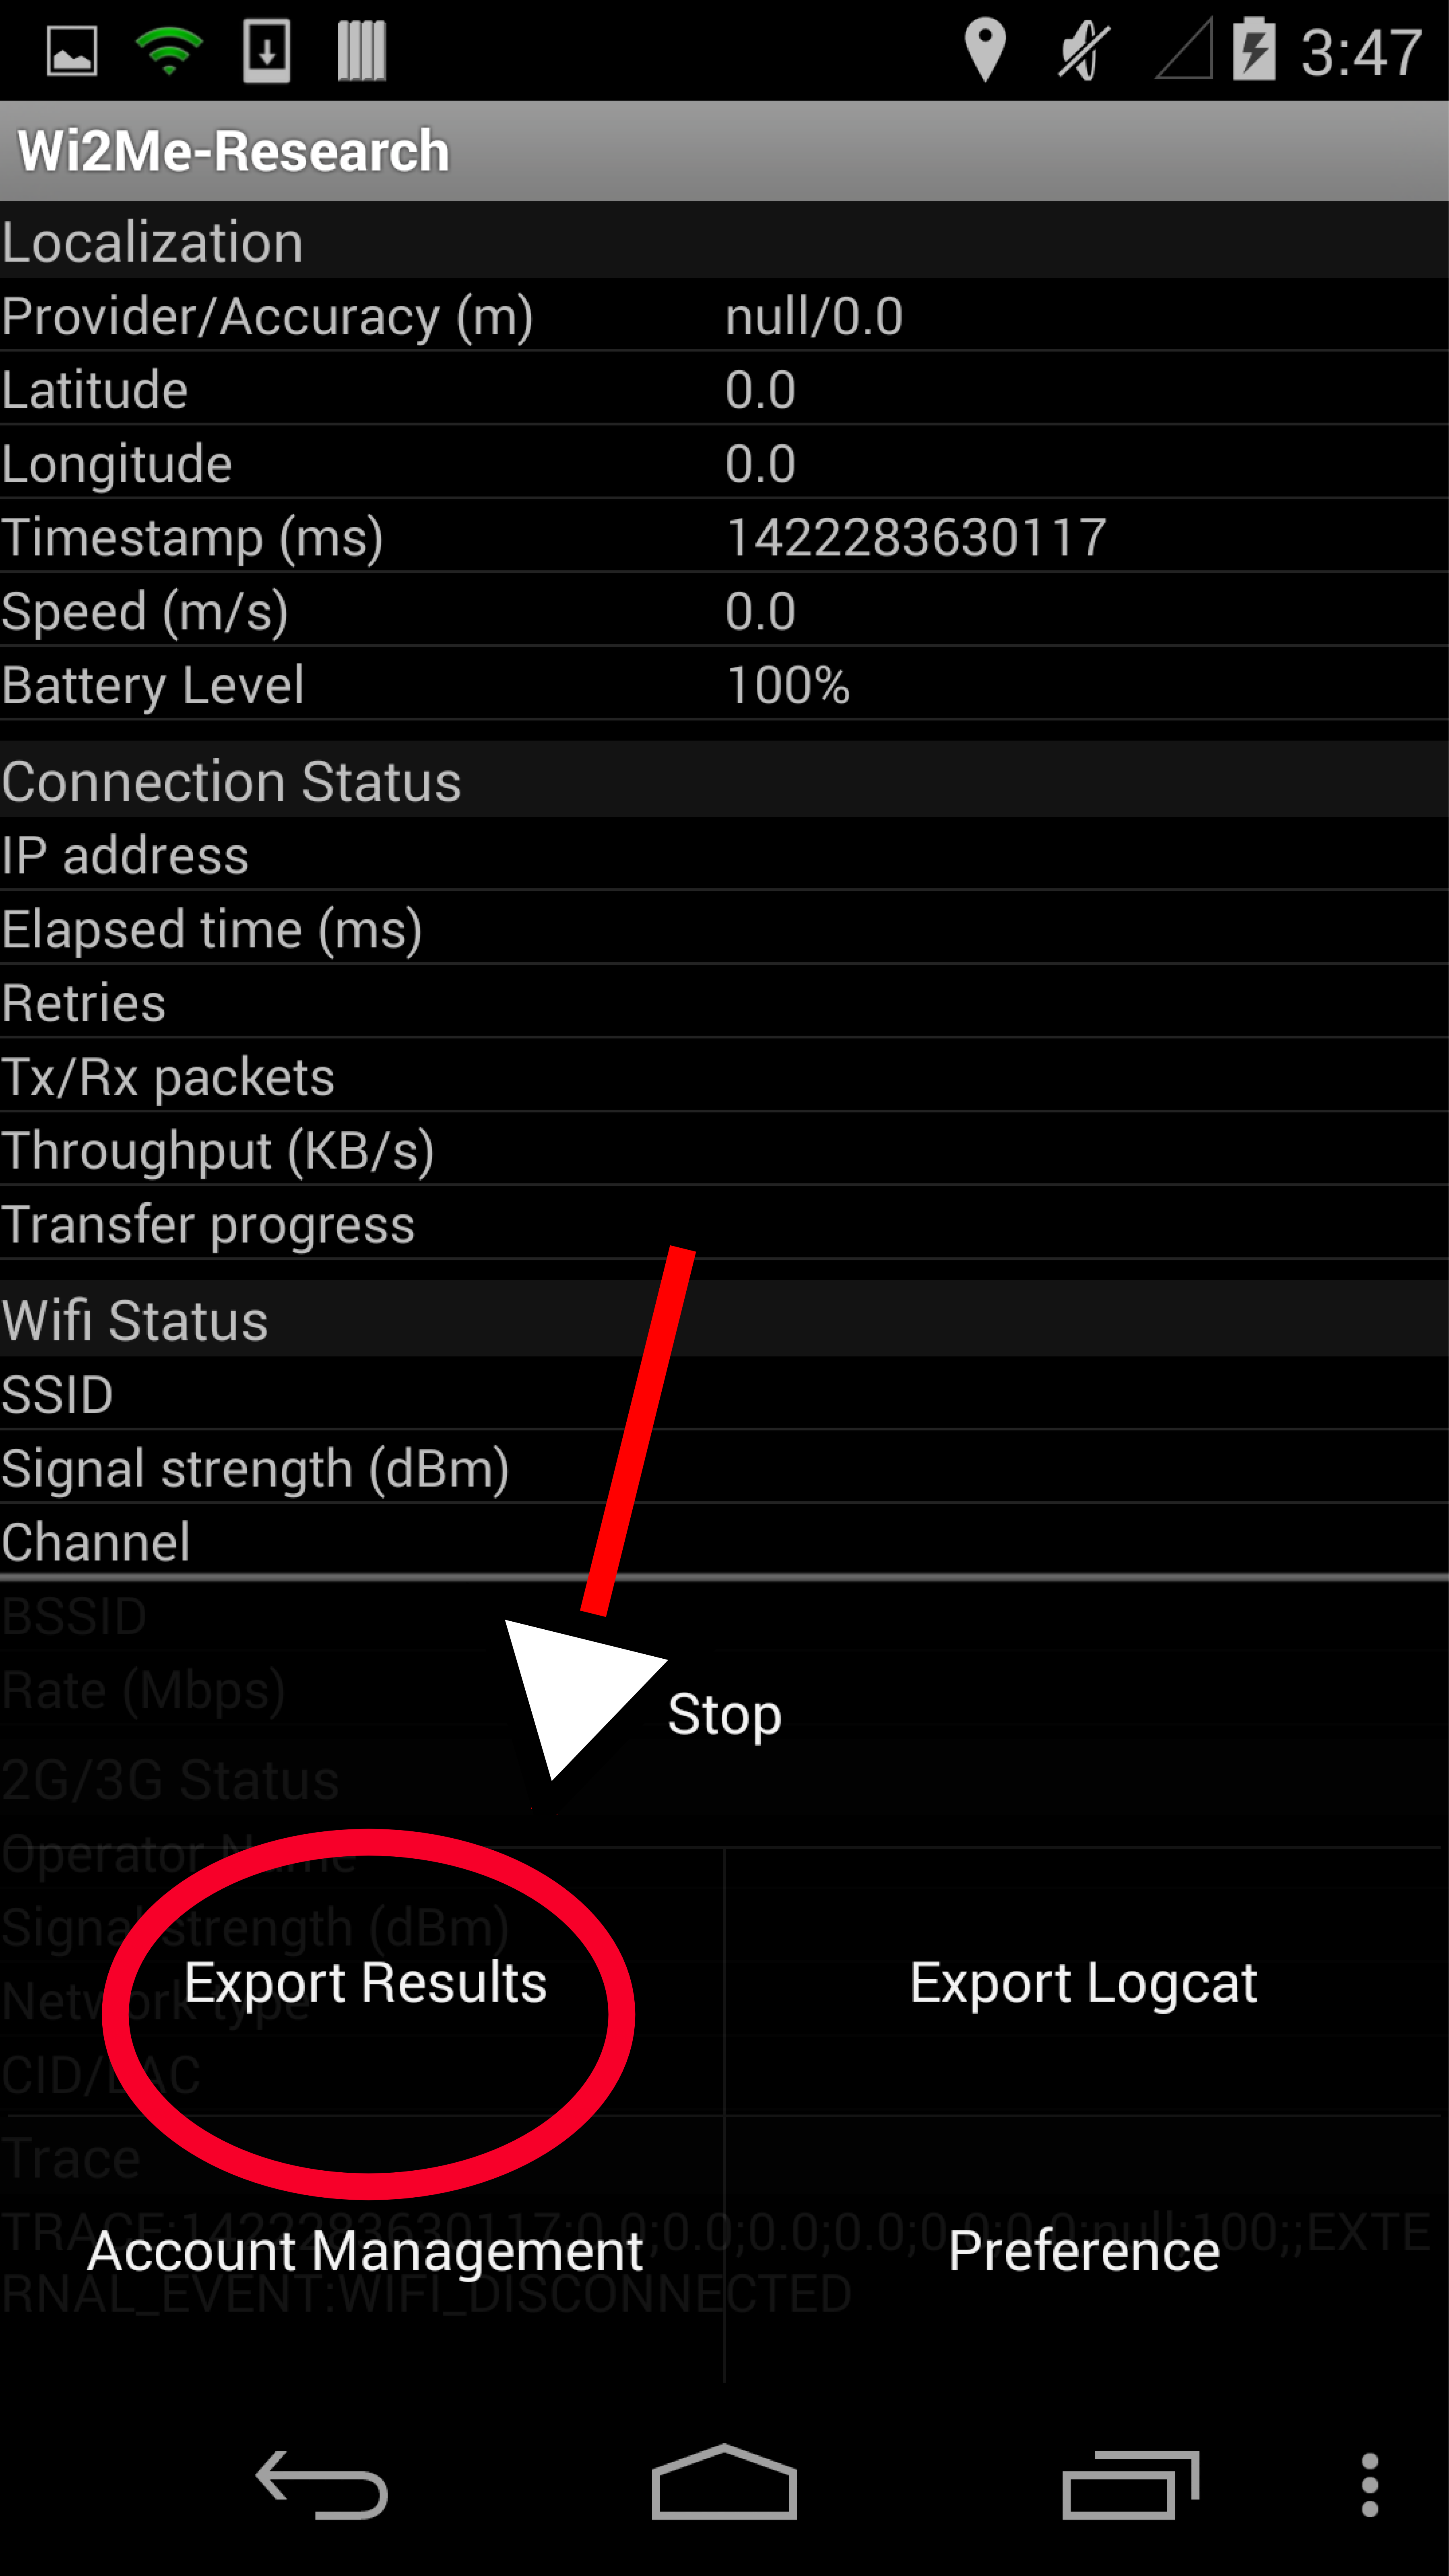 3:47
Wi2Me-Research
Localization
Provider/Accuracy (m) null/0.0
Latitude 0.0
Longitude 0.0
Timestamp (ms) 1422283630117
Speed (m/s) 0.0
Battery Level 100%
Connection Status
IP address
Elapsed time (ms)
Retries
Tx/Rx packets
Throughput (KB/s)
Transfer progress
Wifi Status
SSID
Signal strength (dBm)
Channel
BSSID
Rate (Mbps)
Stop
2G/3G Status
Operator Name
Signal strength (dBm)
Export Results Export Logcat
Network type
CID/LAC
Trace
TRACE:1422283630117;0.0;0.0;0.0;0.0;0.0;0.0;null;100;;EXTE
Account Management Preference
RNAL_EVENT:WIFI_DISCONNECTED